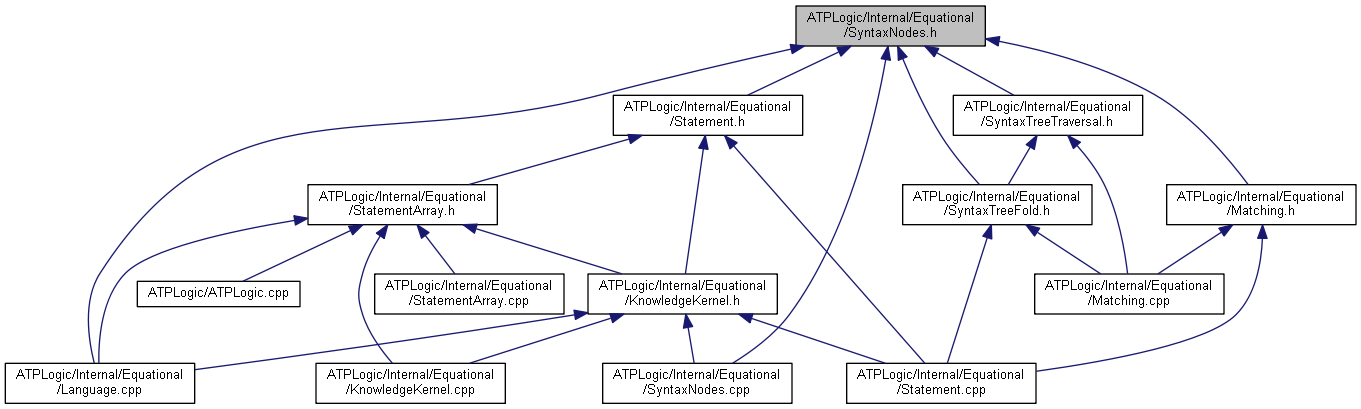 ATPLogic/Internal/Equational
/SyntaxNodes.h
ATPLogic/Internal/Equational
/Statement.h
ATPLogic/Internal/Equational
/SyntaxTreeTraversal.h
ATPLogic/Internal/Equational
/StatementArray.h
ATPLogic/Internal/Equational
/SyntaxTreeFold.h
ATPLogic/Internal/Equational
/Matching.h
ATPLogic/ATPLogic.cpp
ATPLogic/Internal/Equational
/StatementArray.cpp
ATPLogic/Internal/Equational
/KnowledgeKernel.h
ATPLogic/Internal/Equational
/Matching.cpp
ATPLogic/Internal/Equational
/Language.cpp
ATPLogic/Internal/Equational
/KnowledgeKernel.cpp
ATPLogic/Internal/Equational
/SyntaxNodes.cpp
ATPLogic/Internal/Equational
/Statement.cpp